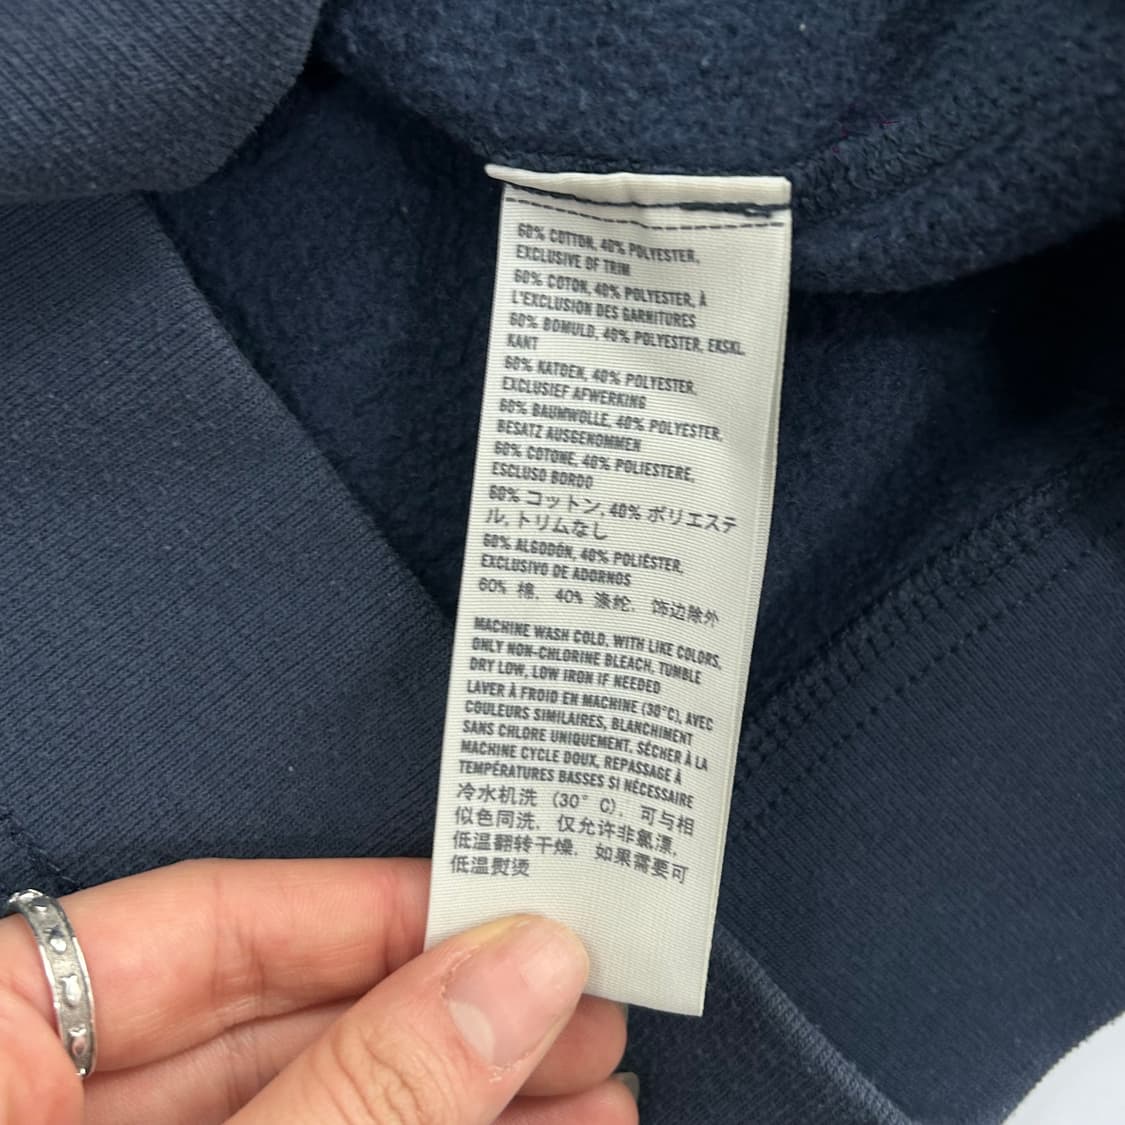 60% COTTON, 40% POLYESTER,
EXCLUSIVE OF TRIM
60% COTON, 40% POLYESTER, À
L'EXCLUSION DES GARNITURES
60% BOMULD, 40% POLYESTER, EKSKL.
KANT
60% KATOEN, 40% POLYESTER,
EXCLUSIEF AFWERKING
60% BAUMWOLLE, 40% POLYESTER,
BESATZ AUSGENOMMEN
60% COTONE, 40% POLIESTERE,
ESCLUSO BORDO
60% コットン, 40% ポリエステ
ル, トリムなし
60% ALGODÓN, 40% POLIÉSTER,
EXCLUSIVO DE ADORNOS
60% 棉, 40% 涤纶, 饰边除外
MACHINE WASH COLD, WITH LIKE COLORS,
ONLY NON-CHLORINE BLEACH, TUMBLE
DRY LOW, LOW IRON IF NEEDED
LAVER À FROID EN MACHINE (30°C), AVEC
COULEURS SIMILAIRES, BLANCHIMENT
SANS CHLORE UNIQUEMENT, SÉCHER À LA
MACHINE CYCLE DOUX, REPASSAGE À
TEMPÉRATURES BASSES SI NÉCESSAIRE
冷水机洗 (30° C), 可与相
似色同洗, 仅允许非氯漂,
低温翻转干燥, 如果需要可
低温熨烫